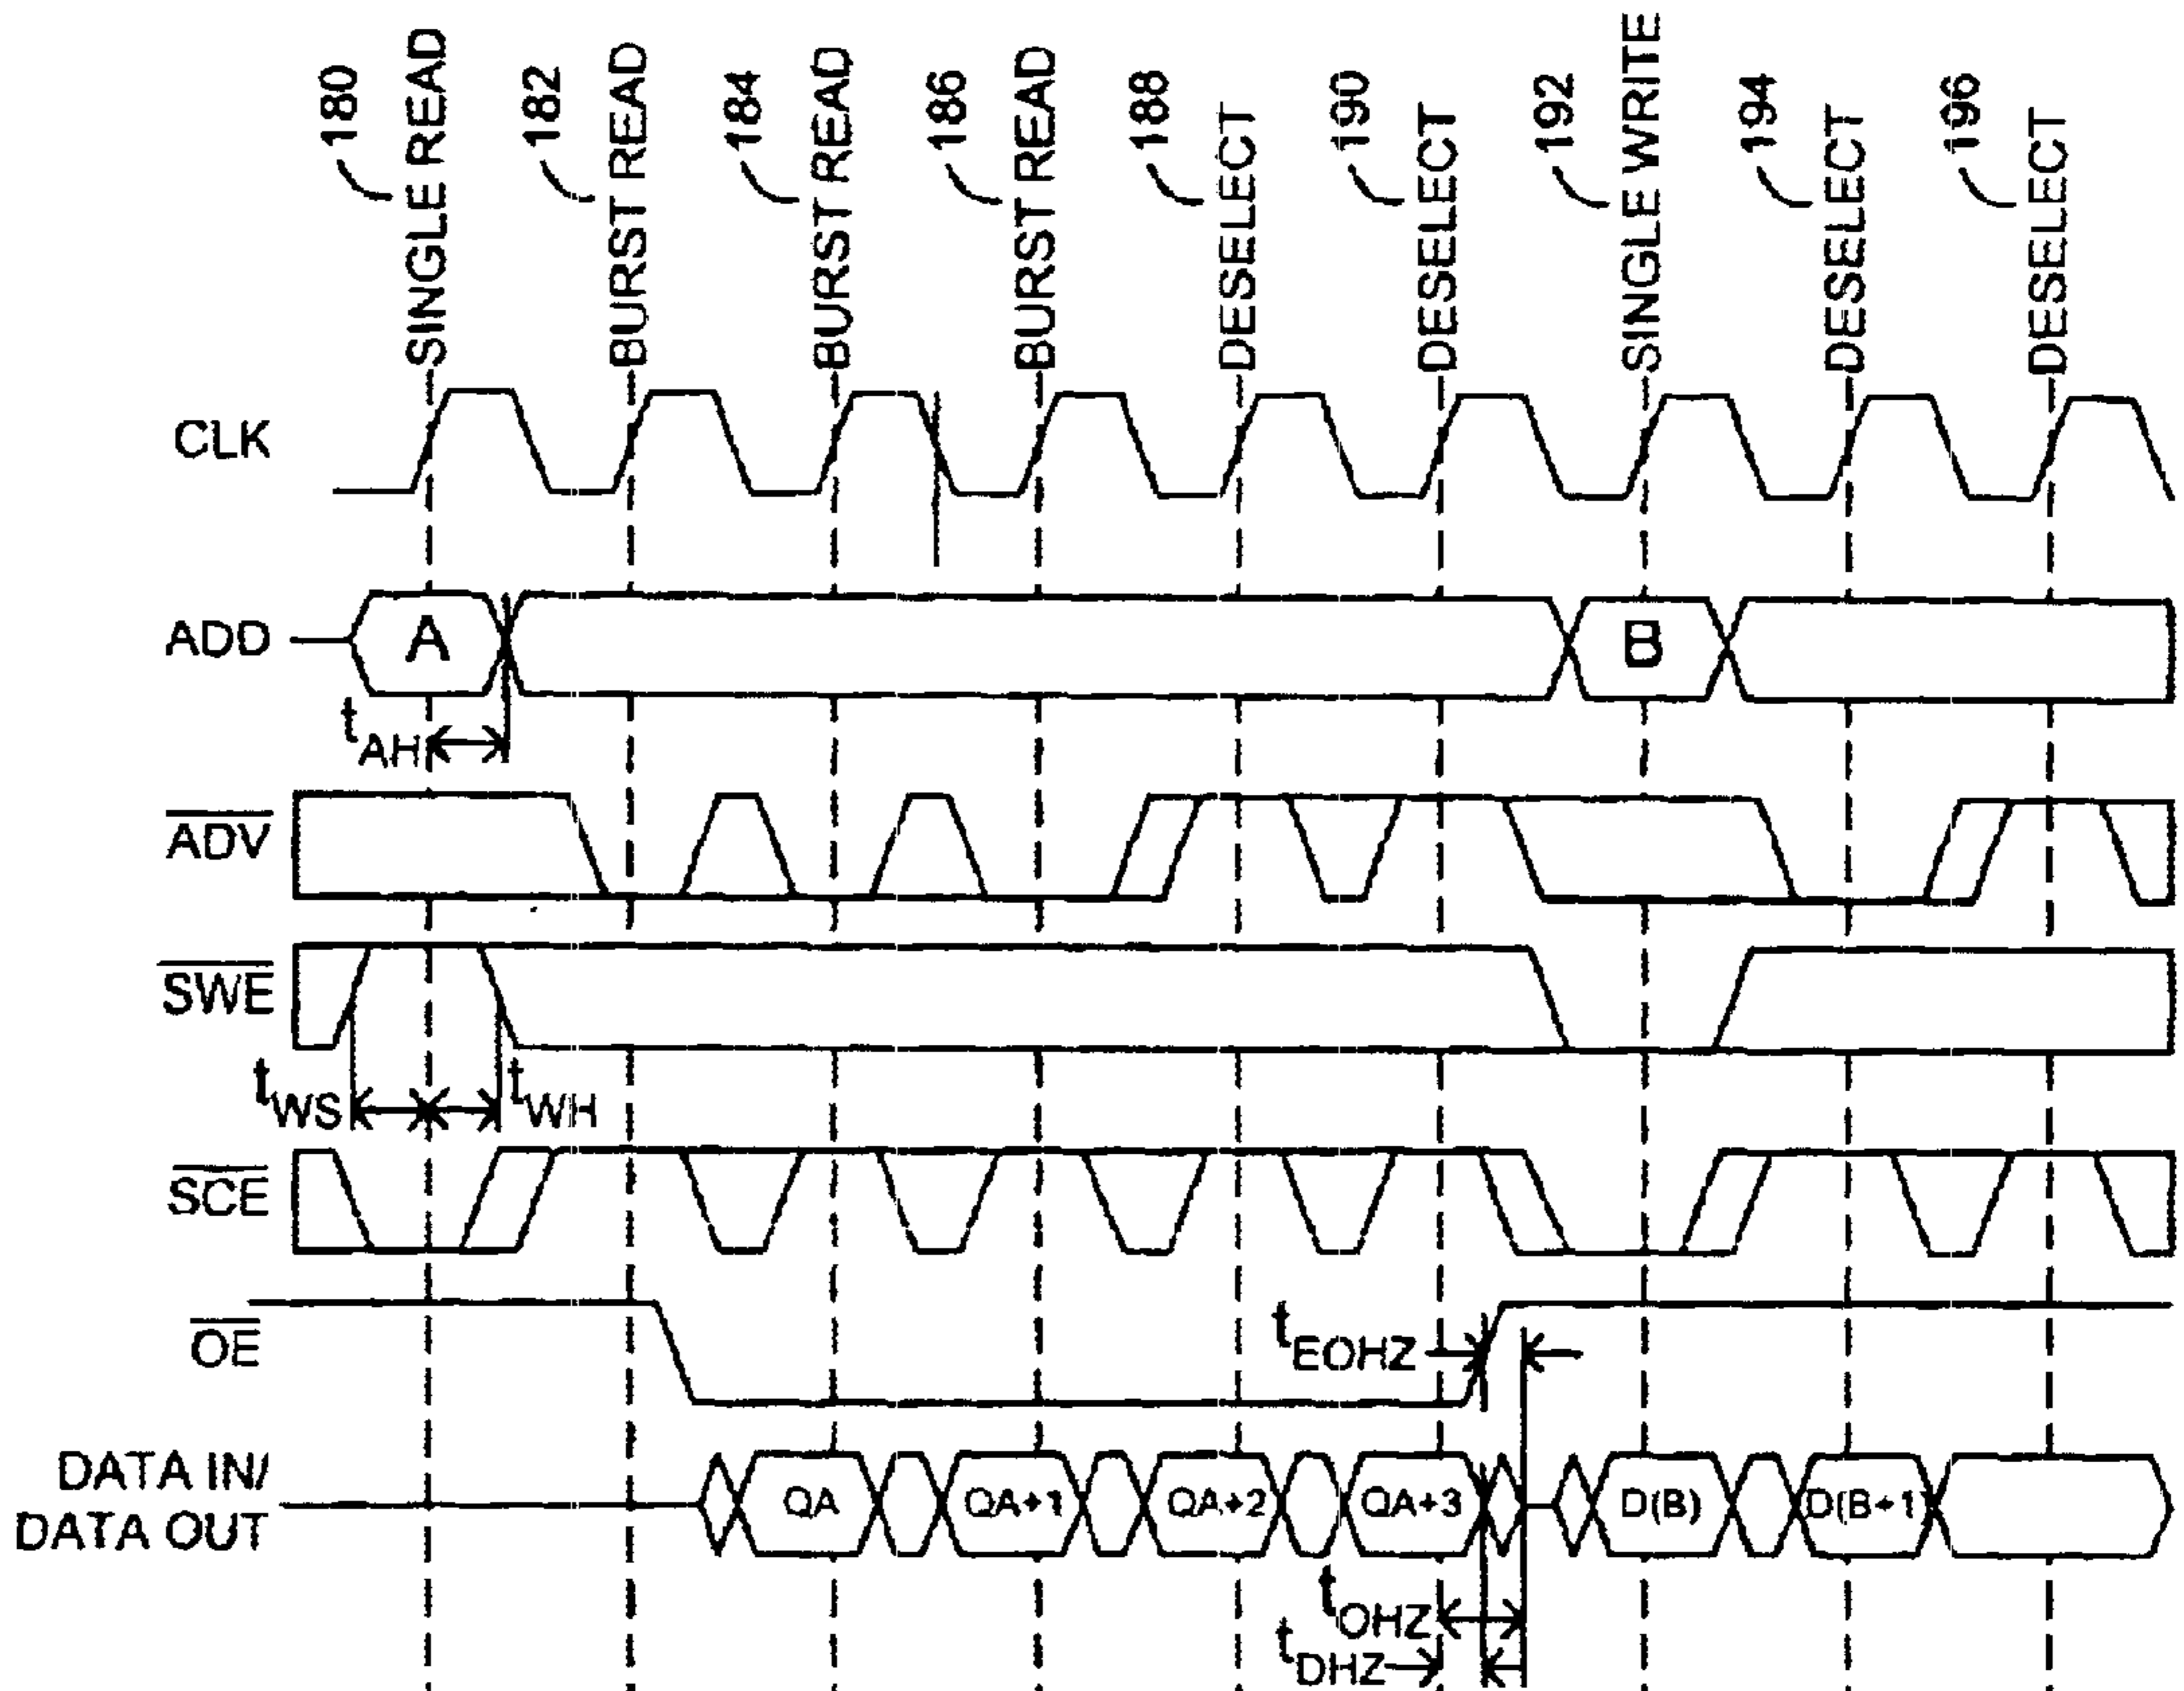 180
SINGLE READ
182
BURST READ
184
BURST READ
186
BURST READ
188
DESELECT
190
DESELECT
192
SINGLE WRITE
194
DESELECT
196
DESELECT
CLK
ADD
A
B
tAH
ADV
SWE
tWS
tWH
SCE
OE
tEOHZ
DATA IN/
DATA OUT
QA
QA+1
QA+2
QA+3
D(B)
D(B+1)
tOHZ
tDHZ